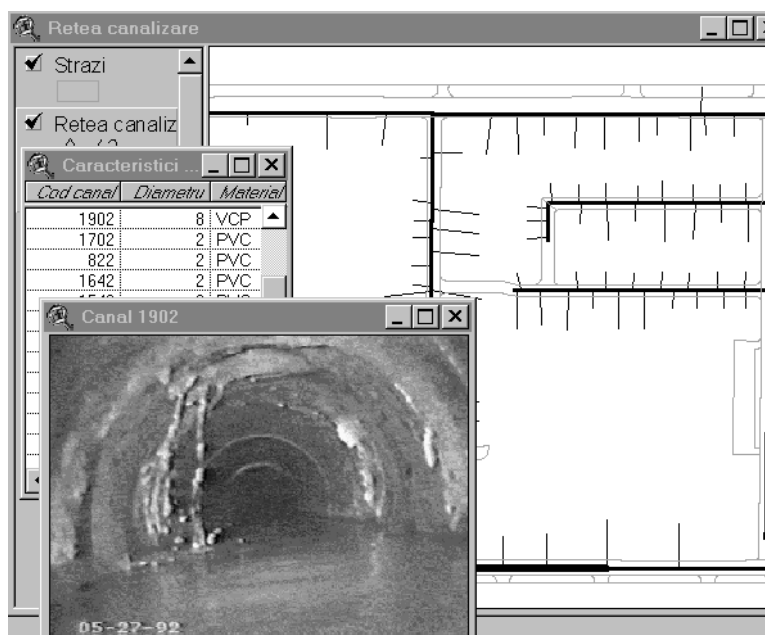 Retea canalizare
Strazi
Retea canaliz
Caracteristici ...
Cod canal Diametru Material
1902 8 VCP
1702 2 PVC
822 2 PVC
1642 2 PVC
Canal 1902
05-27-92